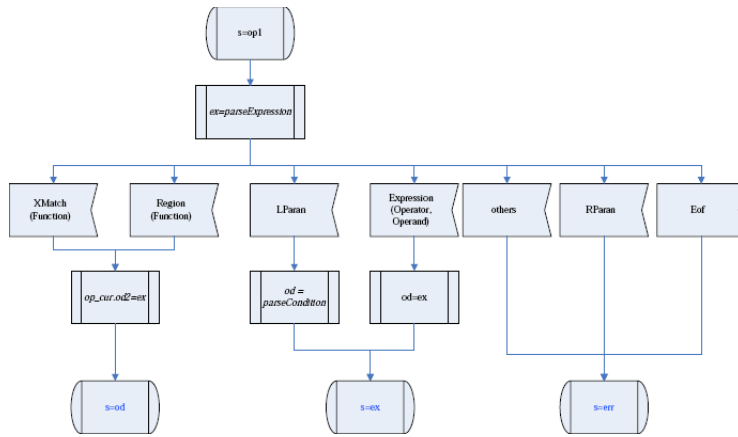 s=op1
ex=parseExpression
XMatch
(Function)
Region
(Function)
LParan
Expression
(Operator,
Operand)
others
RParan
Eof
op_cur.od2=ex
od =
parseCondition
od=ex
s=od
s=ex
s=err